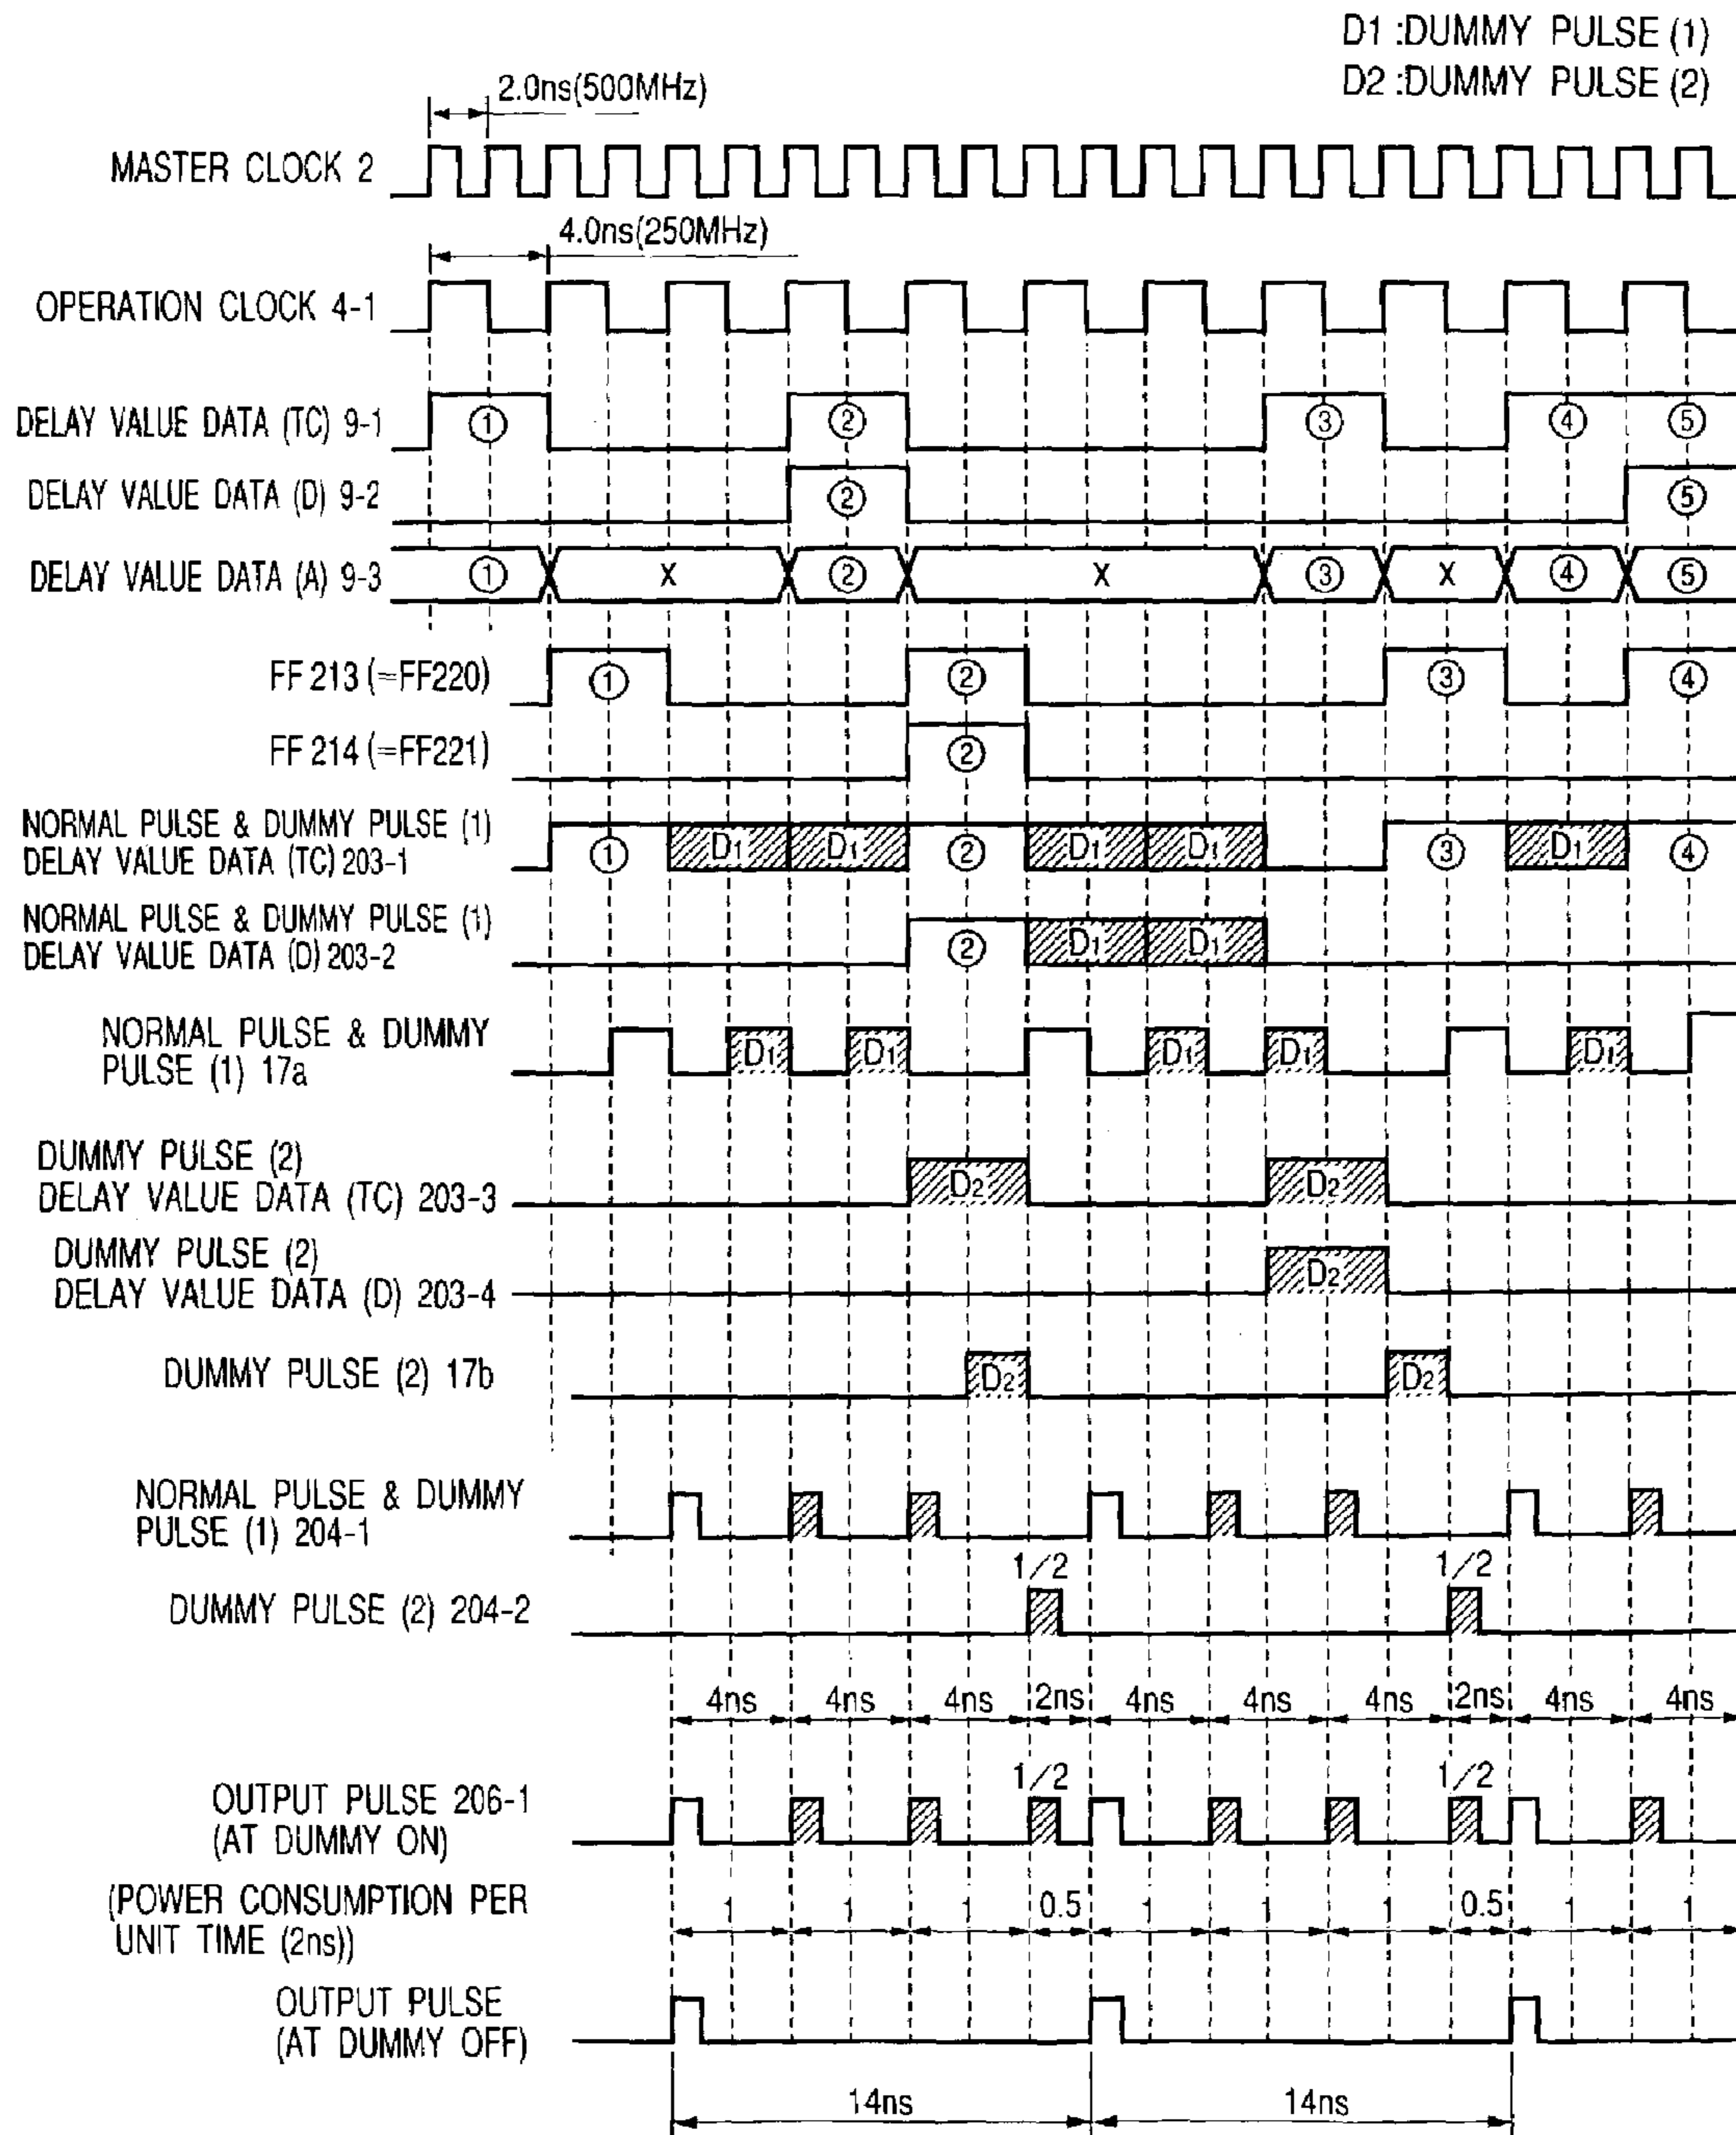 D1 :DUMMY PULSE (1)
D2 :DUMMY PULSE (2)
2.0ns(500MHz)
MASTER CLOCK 2
4.0ns(250MHz)
OPERATION CLOCK 4-1
DELAY VALUE DATA (TC) 9-1 ① ② ③ ④ ⑤
DELAY VALUE DATA (D) 9-2 ② ⑤
DELAY VALUE DATA (A) 9-3 ① X ② X ③ X ④ ⑤
FF 213 (=FF220) ① ② ③ ④
FF 214 (=FF221) ②
NORMAL PULSE & DUMMY PULSE (1)
DELAY VALUE DATA (TC) 203-1 ① D1 D1 ② D1 D1 ③ D1 ④
NORMAL PULSE & DUMMY PULSE (1)
DELAY VALUE DATA (D) 203-2 ② D1 D1
NORMAL PULSE & DUMMY
PULSE (1) 17a D1 D1 D1 D1 D1
DUMMY PULSE (2)
DELAY VALUE DATA (TC) 203-3 D2 D2
DUMMY PULSE (2)
DELAY VALUE DATA (D) 203-4 D2
DUMMY PULSE (2) 17b D2 D2
NORMAL PULSE & DUMMY
PULSE (1) 204-1
1/2 1/2
DUMMY PULSE (2) 204-2
4ns 4ns 4ns 2ns 4ns 4ns 4ns 2ns 4ns 4ns
1/2 1/2
OUTPUT PULSE 206-1
(AT DUMMY ON)
(POWER CONSUMPTION PER
UNIT TIME (2ns)) 1 1 1 0.5 1 1 1 0.5 1 1
OUTPUT PULSE
(AT DUMMY OFF)
14ns 14ns